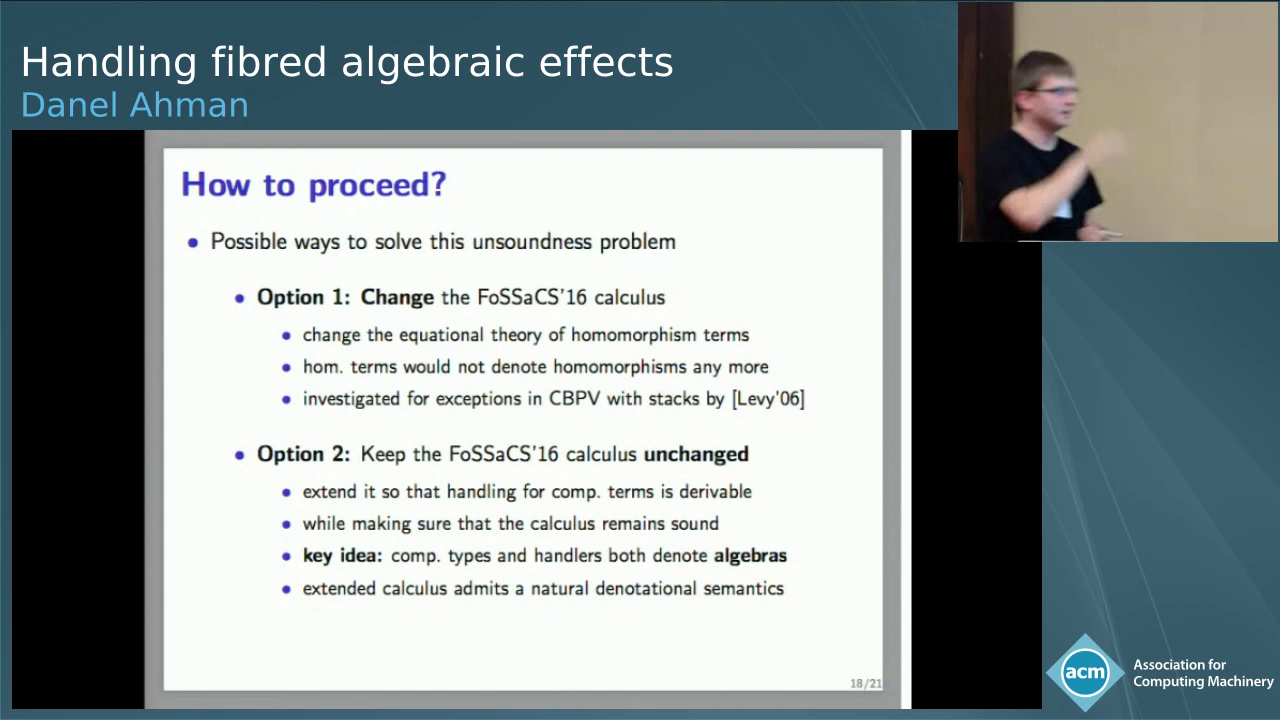 Handling fibred algebraic effects
Danel Ahman
How to proceed?
• Possible ways to solve this unsoundness problem
• Option 1: Change the FoSSaCS'16 calculus
• change the equational theory of homomorphism terms
• hom. terms would not denote homomorphisms any more
• investigated for exceptions in CBPV with stacks by [Levy'06]
• Option 2: Keep the FoSSaCS'16 calculus unchanged
• extend it so that handling for comp. terms is derivable
• while making sure that the calculus remains sound
• key idea: comp. types and handlers both denote algebras
• extended calculus admits a natural denotational semantics
18/21
acm
Association for
Computing Machinery